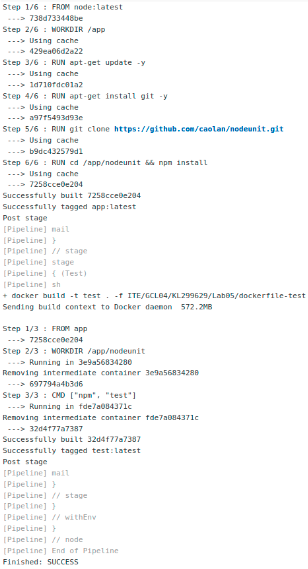 Step 1/6 : FROM node:latest
 ---> 738d733448be
Step 2/6 : WORKDIR /app
 ---> Using cache
 ---> 429ea06d2a22
Step 3/6 : RUN apt-get update -y
 ---> Using cache
 ---> 1d710fdc01a2
Step 4/6 : RUN apt-get install git -y
 ---> Using cache
 ---> a97f5493d93e
Step 5/6 : RUN git clone https://github.com/caolan/nodeunit.git
 ---> Using cache
 ---> b9dc432579d1
Step 6/6 : RUN cd /app/nodeunit && npm install
 ---> Using cache
 ---> 7258cce0e204
Successfully built 7258cce0e204
Successfully tagged app:latest
Post stage
[Pipeline] mail
[Pipeline] }
[Pipeline] // stage
[Pipeline] stage
[Pipeline] { (Test)
[Pipeline] sh
+ docker build -t test . -f ITE/GCL04/KL299629/Lab05/dockerfile-test
Sending build context to Docker daemon  572.2MB
Step 1/3 : FROM app
 ---> 7258cce0e204
Step 2/3 : WORKDIR /app/nodeunit
 ---> Running in 3e9a56834280
Removing intermediate container 3e9a56834280
 ---> 697794a4b3d6
Step 3/3 : CMD ["npm", "test"]
 ---> Running in fde7a084371c
Removing intermediate container fde7a084371c
 ---> 32d4f77a7387
Successfully built 32d4f77a7387
Successfully tagged test:latest
Post stage
[Pipeline] mail
[Pipeline] }
[Pipeline] // stage
[Pipeline] }
[Pipeline] // withEnv
[Pipeline] }
[Pipeline] // node
[Pipeline] End of Pipeline
Finished: SUCCESS